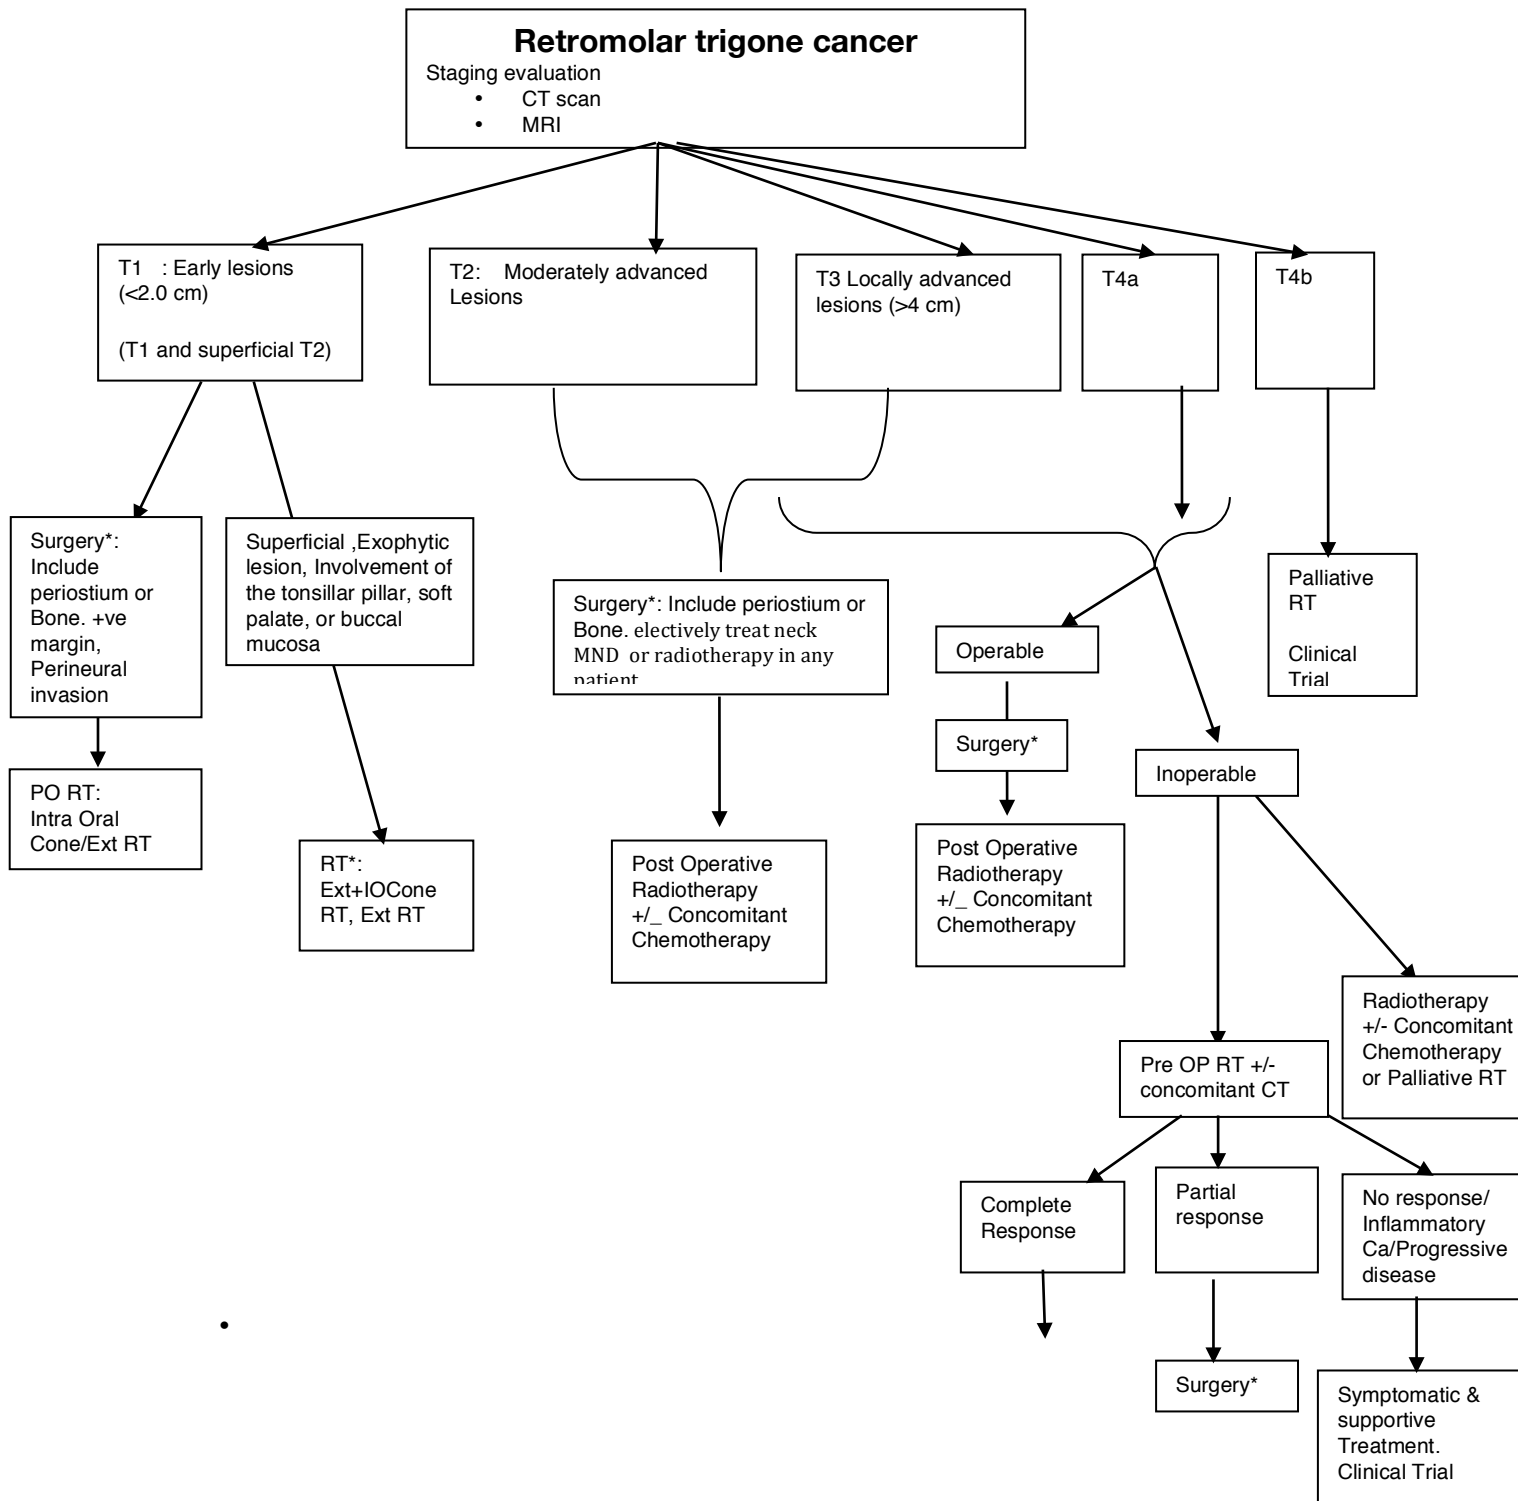 Retromolar trigone cancer
Staging evaluation
• CT scan
• MRI
T1 : Early lesions
(<2.0 cm)
(T1 and superficial T2)
T2: Moderately advanced
Lesions
T3 Locally advanced
lesions (>4 cm)
T4a
T4b
Surgery*:
Include
periostium or
Bone. +ve
margin,
Perineural
invasion
Superficial ,Exophytic
lesion, Involvement of
the tonsillar pillar, soft
palate, or buccal
mucosa
Surgery*: Include periostium or
Bone. electively treat neck
MND or radiotherapy in any
patient
Operable
Surgery*
Inoperable
Palliative
RT
Clinical
Trial
PO RT:
Intra Oral
Cone/Ext RT
RT*:
Ext+IOCone
RT, Ext RT
Post Operative
Radiotherapy
+/_ Concomitant
Chemotherapy
Post Operative
Radiotherapy
+/_ Concomitant
Chemotherapy
Radiotherapy
+/- Concomitant
Chemotherapy
or Palliative RT
Pre OP RT +/-
concomitant CT
Complete
Response
Partial
response
No response/
Inflammatory
Ca/Progressive
disease
•
Surgery*
Symptomatic &
supportive
Treatment.
Clinical Trial